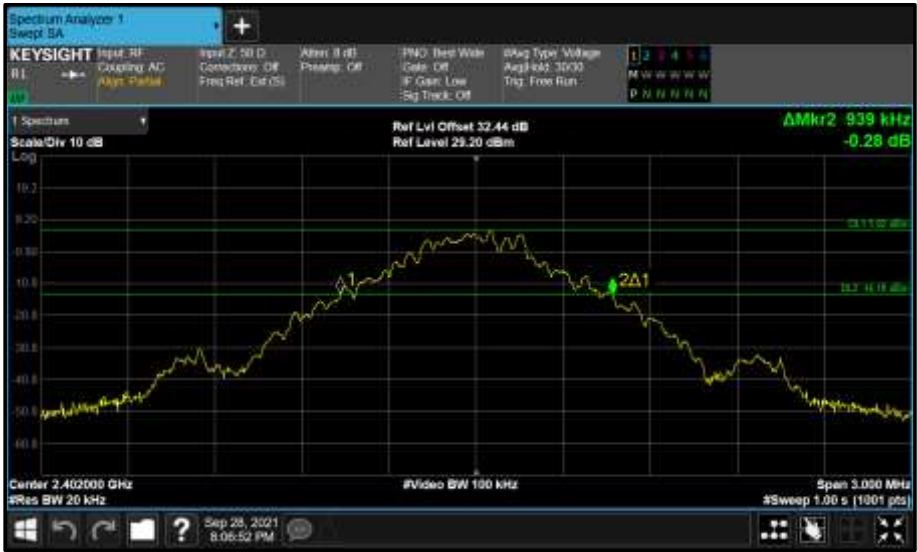 Spectrum Analyzer 1
Swept SA
+
KEYSIGHT Input: RF
Coupling: AC
Align: Partial
Input Z: 50 Ω
Corrections: Off
Freq Ref: Ext (S)
Atten: 8 dB
Preamp: Off
PNO: Best Wide
Gate: Off
IF Gain: Low
Sig Track: Off
#Avg Type: Voltage
Avg|Hold: 30/30
Trig: Free Run
1 2 3 4 5 6
M W W W W W
P N N N N N
1 Spectrum
Scale/Div 10 dB
Log
Ref Lvl Offset 32.44 dB
Ref Level 29.20 dBm
ΔMkr2 939 kHz
-0.28 dB
19.2
9.20
-0.80
-10.8
-20.8
-30.8
-40.8
-50.8
-60.8
1
2Δ1
Center 2.402000 GHz
#Res BW 20 kHz
#Video BW 100 kHz
Span 3.000 MHz
#Sweep 1.00 s (1001 pts)
?
Sep 28, 2021
8:06:52 PM